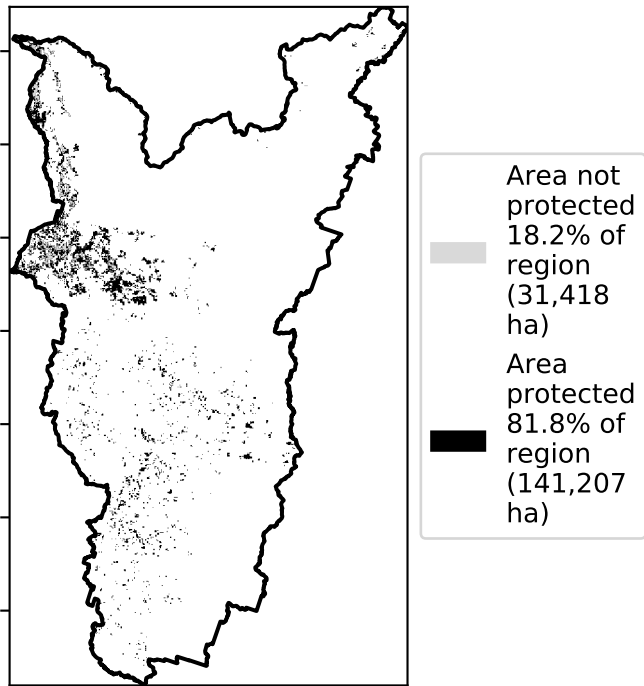 Area not
protected
18.2% of
region
(31,418
ha)
Area
protected
81.8% of
region
(141,207
ha)